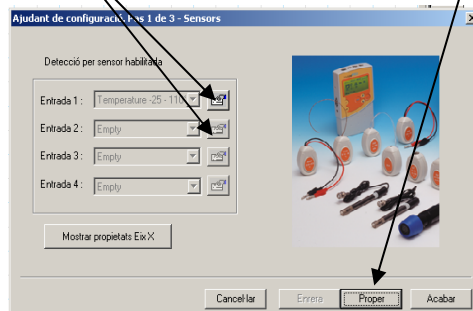 Ajudant de configuració. Pas 1 de 3 - Sensors
Detecció per sensor habilitada
Entrada 1 : Temperature -25 - 110
Entrada 2 : Empty
Entrada 3 : Empty
Entrada 4 : Empty
Mostrar propietats Eix X
Cancel·lar Enrera Proper Acabar